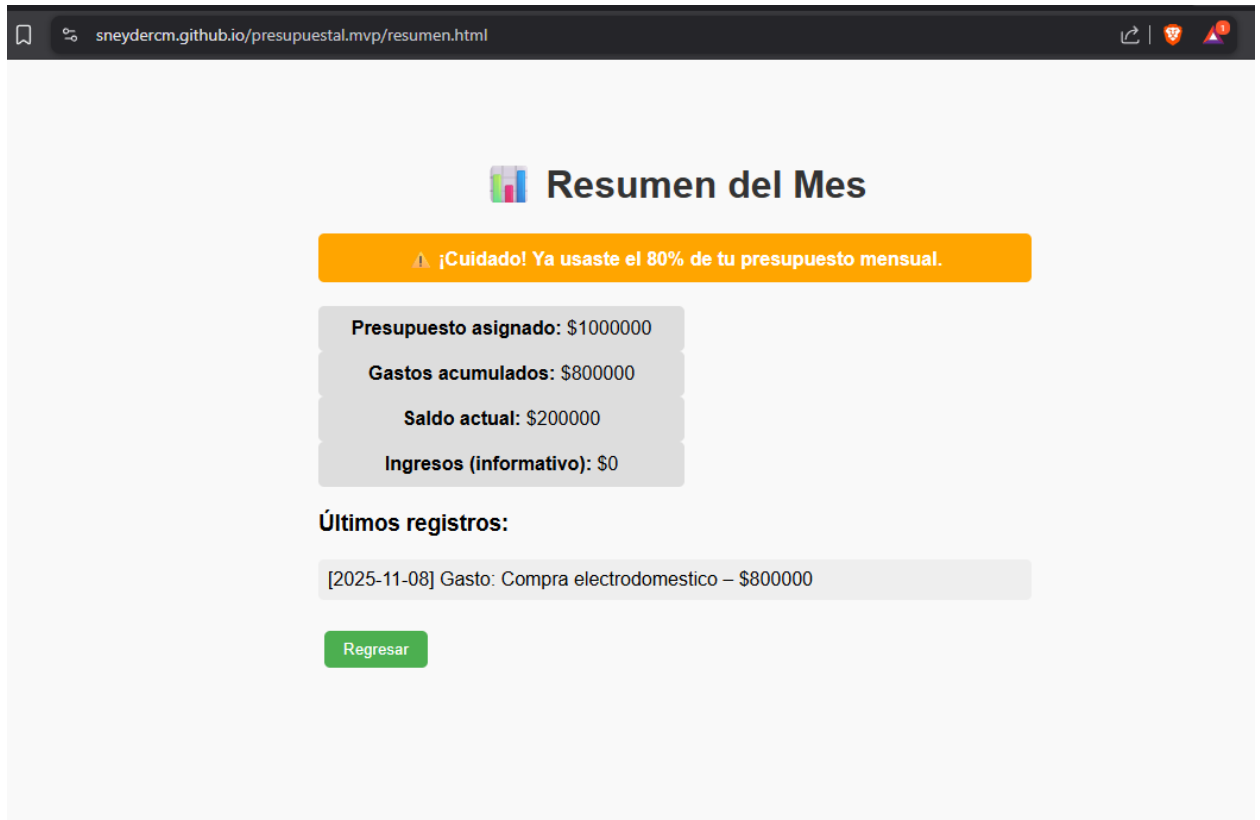 sneydercm.github.io/presupuestal.mvp/resumen.html
1
Resumen del Mes
¡Cuidado! Ya usaste el 80% de tu presupuesto mensual.
Presupuesto asignado: $1000000
Gastos acumulados: $800000
Saldo actual: $200000
Ingresos (informativo): $0
Últimos registros:
[2025-11-08] Gasto: Compra electrodomestico – $800000
Regresar